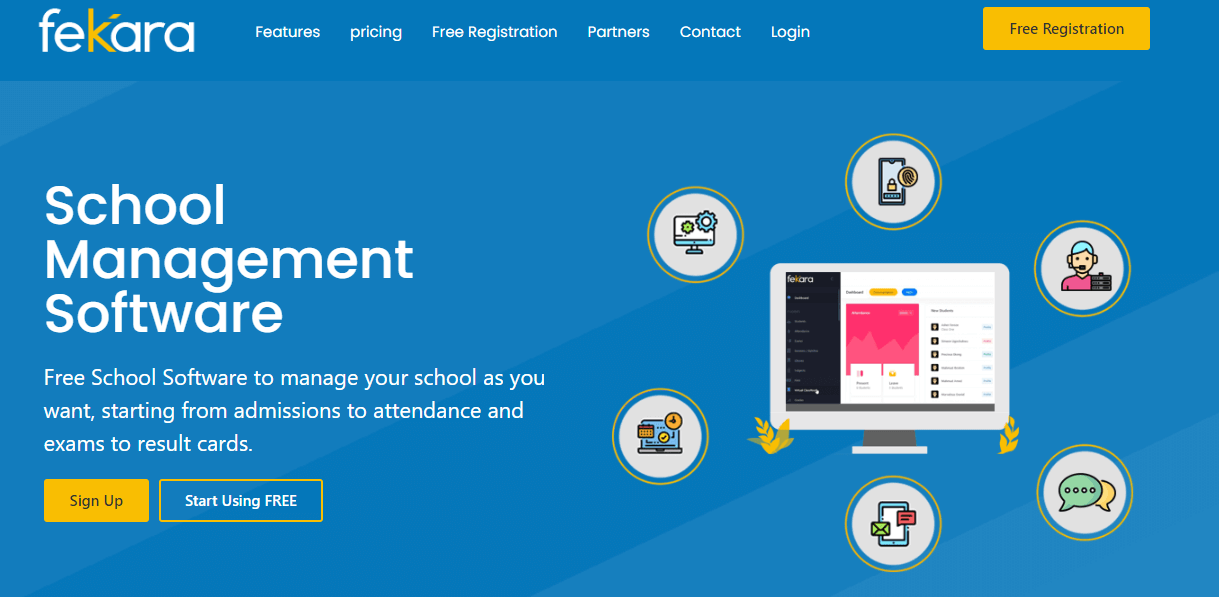 fekara
Features pricing Free Registration Partners Contact Login
Free Registration
School
Management
Software
Free School Software to manage your school as you
want, starting from admissions to attendance and
exams to result cards.
Sign Up
Start Using FREE
fekara
Dashboard
Dashboard
New Students
Present
Leave